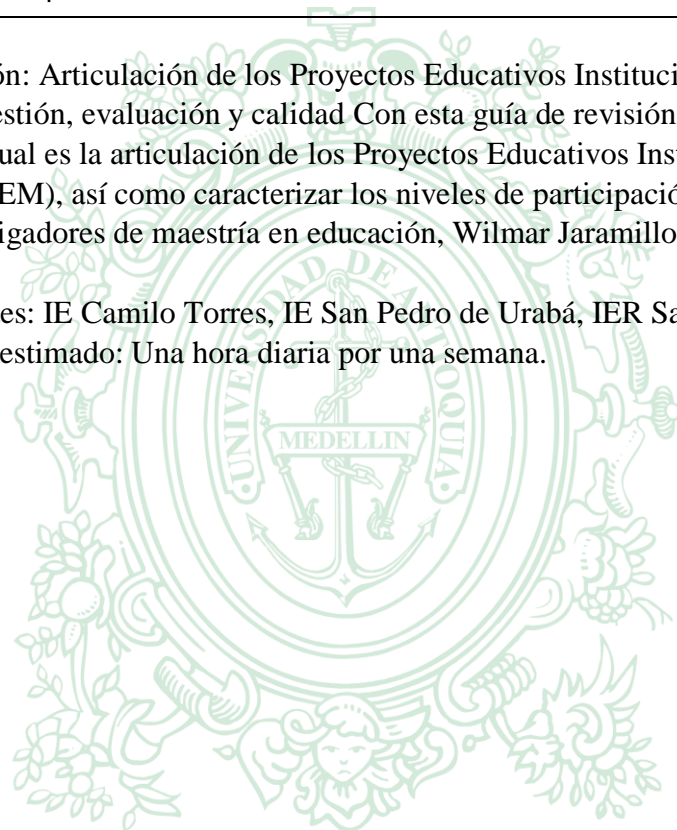 ón: Articulación de los Proyectos Educativos Instituci
estión, evaluación y calidad Con esta guía de revisión
ual es la articulación de los Proyectos Educativos Inst
EM), así como caracterizar los niveles de participació
igadores de maestría en educación, Wilmar Jaramillo
es: IE Camilo Torres, IE San Pedro de Urabá, IER Sa
estimado: Una hora diaria por una semana.
UNIVERSIDAD DE ANTIOQUIA
MEDELLIN